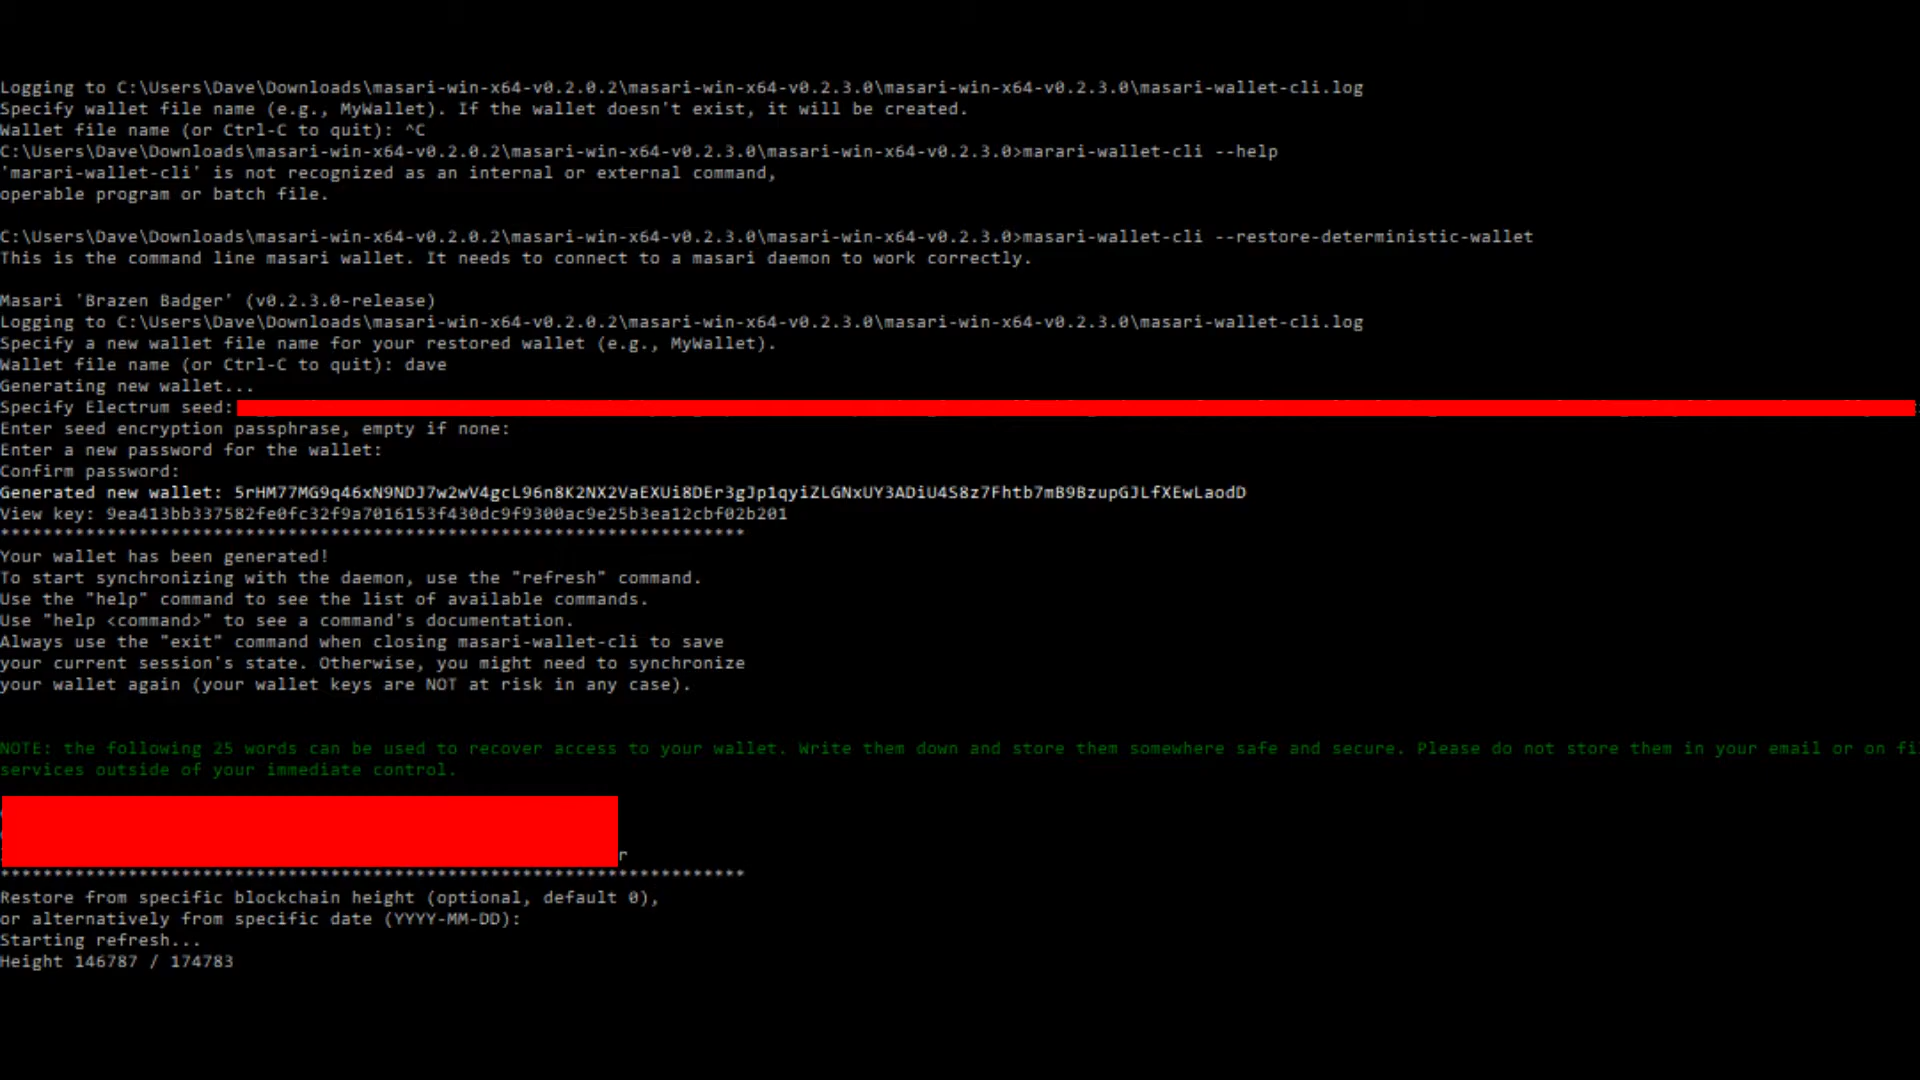 Logging to C:\Users\Dave\Downloads\masari-win-x64-v0.2.0.2\masari-win-x64-v0.2.3.0\masari-win-x64-v0.2.3.0\masari-wallet-cli.log
Specify wallet file name (e.g., MyWallet). If the wallet doesn't exist, it will be created.
Wallet file name (or Ctrl-C to quit): ^C
C:\Users\Dave\Downloads\masari-win-x64-v0.2.0.2\masari-win-x64-v0.2.3.0\masari-win-x64-v0.2.3.0>marari-wallet-cli --help
'marari-wallet-cli' is not recognized as an internal or external command,
operable program or batch file.
C:\Users\Dave\Downloads\masari-win-x64-v0.2.0.2\masari-win-x64-v0.2.3.0\masari-win-x64-v0.2.3.0>masari-wallet-cli --restore-deterministic-wallet
This is the command line masari wallet. It needs to connect to a masari daemon to work correctly.
Masari 'Brazen Badger' (v0.2.3.0-release)
Logging to C:\Users\Dave\Downloads\masari-win-x64-v0.2.0.2\masari-win-x64-v0.2.3.0\masari-win-x64-v0.2.3.0\masari-wallet-cli.log
Specify a new wallet file name for your restored wallet (e.g., MyWallet).
Wallet file name (or Ctrl-C to quit): dave
Generating new wallet...
Specify Electrum seed:
Enter seed encryption passphrase, empty if none:
Enter a new password for the wallet:
Confirm password:
Generated new wallet: 5rHM77MG9q46xN9NDJ7w2wV4gcL96n8K2NX2VaEXUi8DEr3gJp1qyiZLGNxUY3ADiU4S8z7Fhtb7mB9BzupGJLfXEwLaodD
View key: 9ea413bb337582fe0fc32f9a7016153f430dc9f9300ac9e25b3ea12cbf02b201
**********************************************************************
Your wallet has been generated!
To start synchronizing with the daemon, use the "refresh" command.
Use the "help" command to see the list of available commands.
Use "help <command>" to see a command's documentation.
Always use the "exit" command when closing masari-wallet-cli to save
your current session's state. Otherwise, you might need to synchronize
your wallet again (your wallet keys are NOT at risk in any case).
NOTE: the following 25 words can be used to recover access to your wallet. Write them down and store them somewhere safe and secure. Please do not store them in your email or on fi
services outside of your immediate control.
r
**********************************************************************
Restore from specific blockchain height (optional, default 0),
or alternatively from specific date (YYYY-MM-DD):
Starting refresh...
Height 146787 / 174783